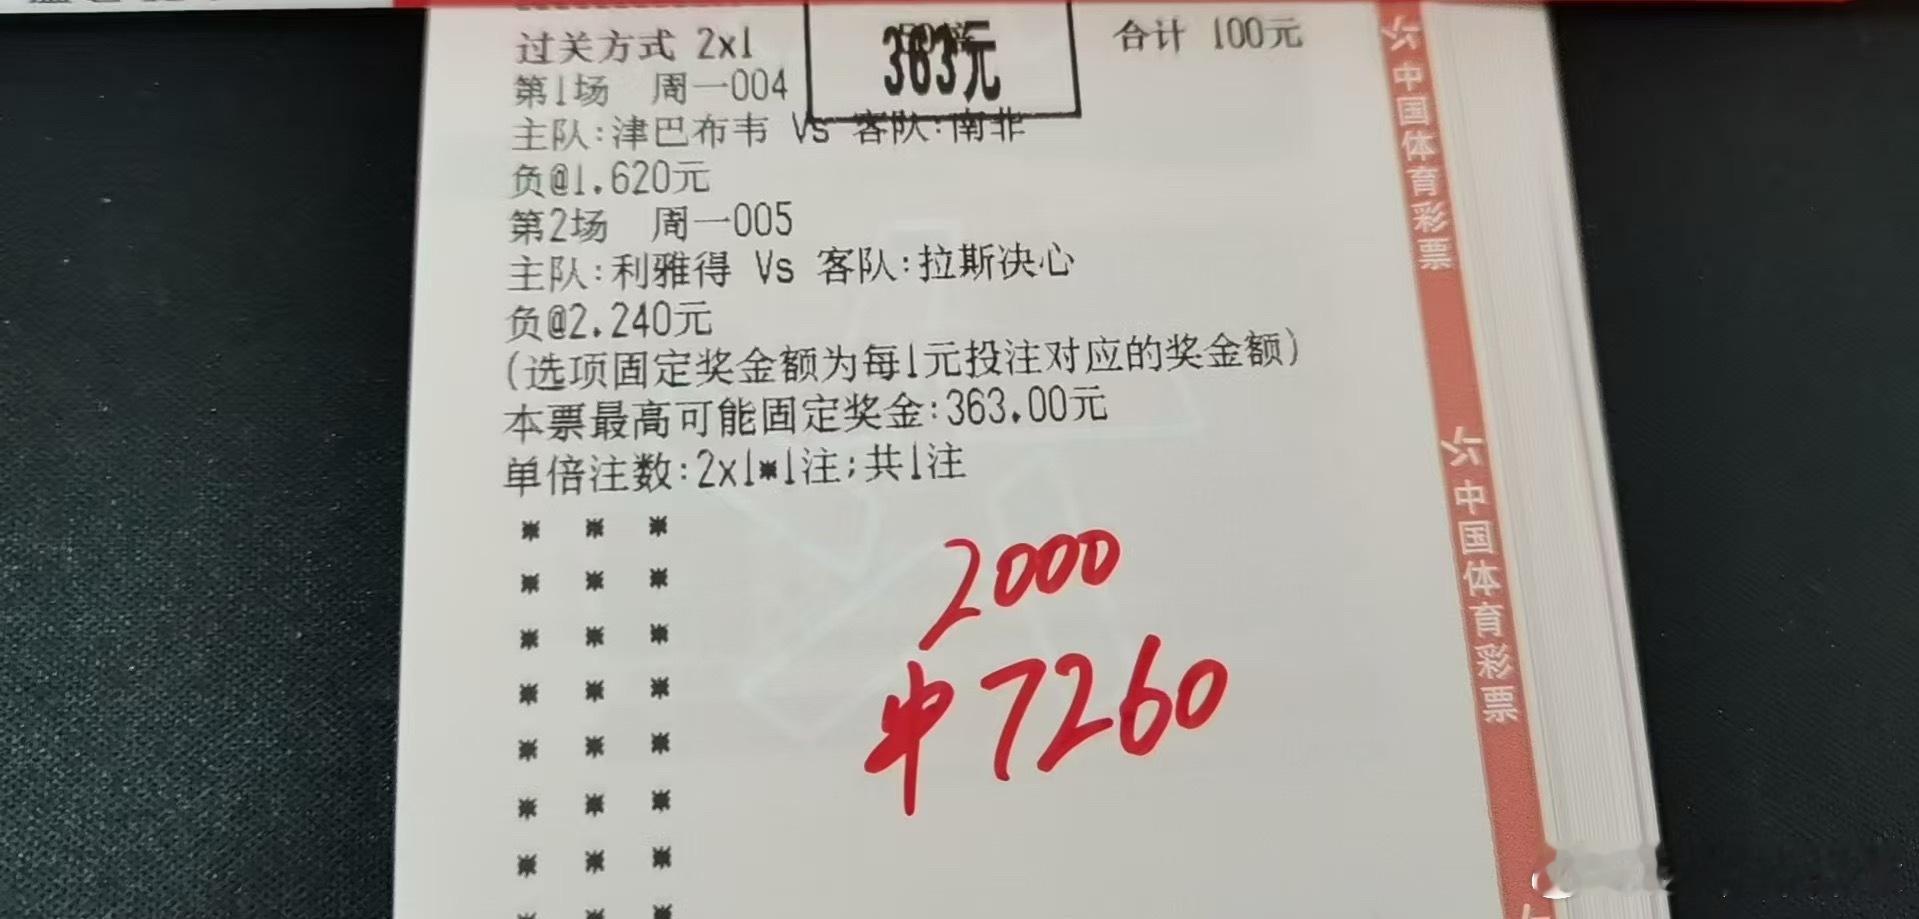 过关方式 2x1
363元
合计 100元
第1场 周一004
主队:津巴布韦 Vs 客队:南非
负@1.620元
第2场 周一005
主队:利雅得 Vs 客队:拉斯决心
负@2.240元
(选项固定奖金额为每1元投注对应的奖金额)
本票最高可能固定奖金:363.00元
单倍注数:2x1*1注;共1注
* * *
* * *
* * *
* * *
* * *
* * *
* * *
* * *
2000
中7260
中国体育彩票
中国体育彩票